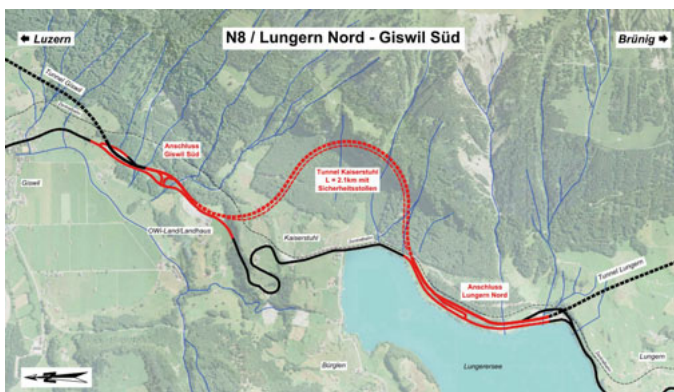 N8 / Lungern Nord - Giswil Süd
Luzern
Brünig
Tunnel Giswil
Anschluss
Giswil Süd
Tunnel Kaiserstuhl
L = 2.1km mit
Sicherheitsstollen
Giswil
OWI-Land/Landhaus
Kaiserstuhl
Anschluss
Lungern Nord
Tunnel Lungern
Bürglen
Lungerersee
Lungern